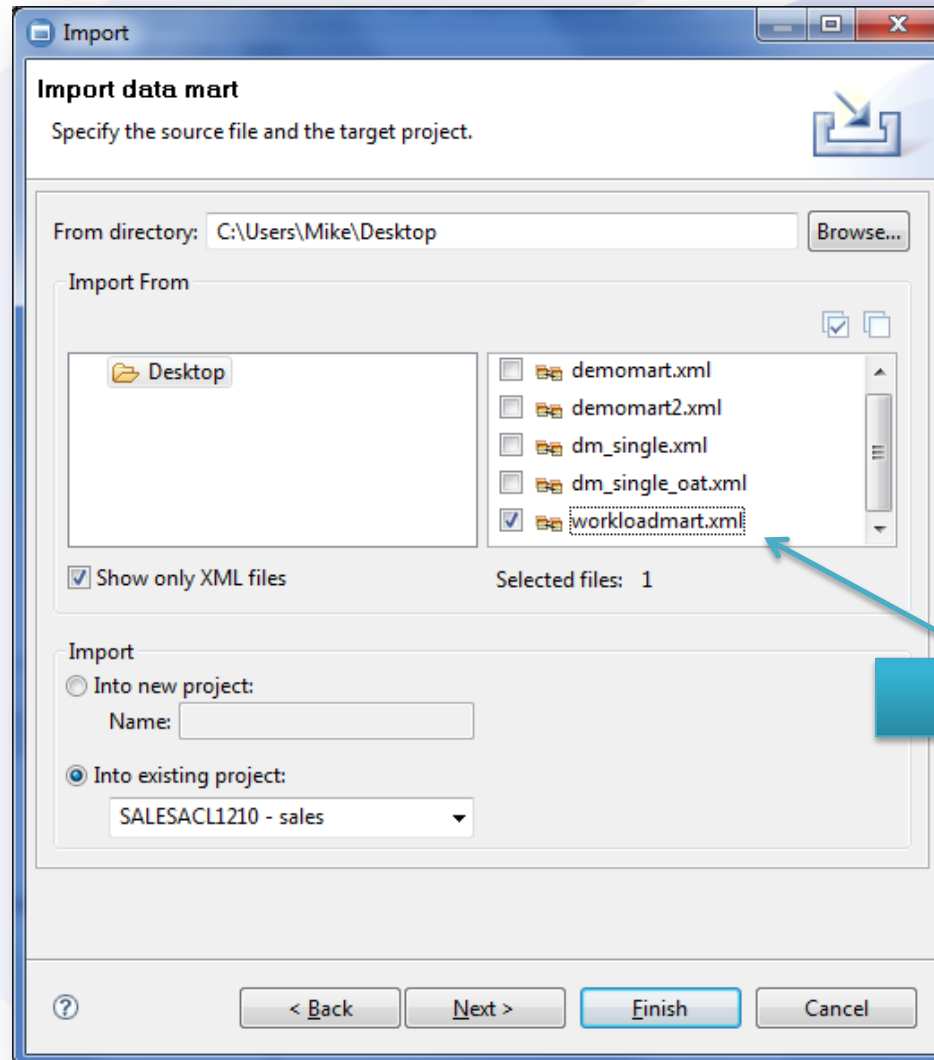 Import
Import data mart
Specify the source file and the target project.
From directory: C:\Users\Mike\Desktop Browse...
Import From
Desktop
demomart.xml
demomart2.xml
dm_single.xml
dm_single_oat.xml
workloadmart.xml
Show only XML files Selected files: 1
Import
Into new project:
Name:
Into existing project:
SALESACL1210 - sales
? < Back Next > Finish Cancel